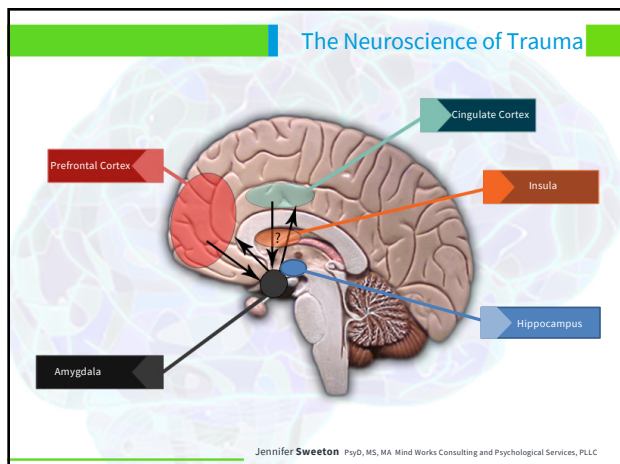 The Neuroscience of Trauma
Cingulate Cortex
Prefrontal Cortex
Insula
?
Hippocampus
Amygdala
Jennifer Sweeton PsyD, MS, MA Mind Works Consulting and Psychological Services, PLLC